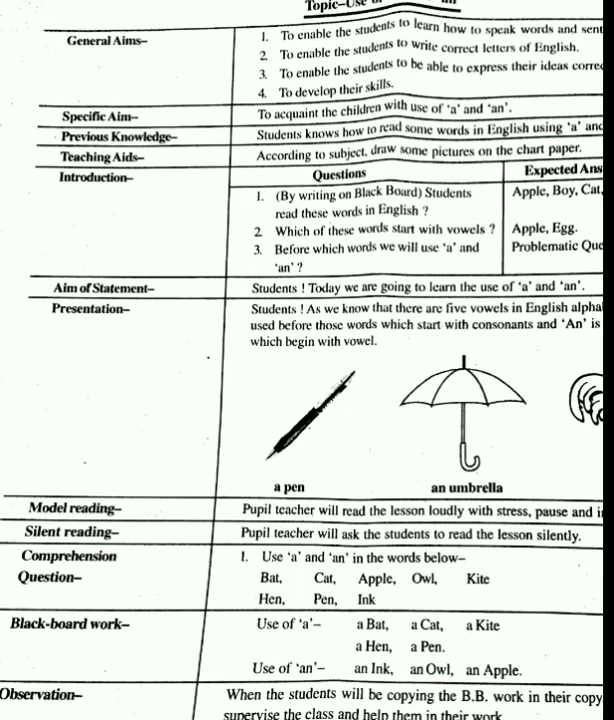 Topic–Use
General Aims– 1. To enable the students to learn how to speak words and
2. To enable the students to write correct letters of English.
3. To enable the students to be able to express their ideas
4. To develop their skills.
Specific Aim– To acquaint the children with use of ‘a’ and ‘an’.
Previous Knowledge– Students knows how to read some words in English using ‘a’ and
Teaching Aids– According to subject, draw some pictures on the chart paper.
Introduction– Questions Expected
1. (By writing on Black Board) Students Apple, Boy, Cat,
read these words in English ?
2. Which of these words start with vowels ? Apple, Egg.
3. Before which words we will use ‘a’ and Problematic
‘an’ ?
Aim of Statement– Students ! Today we are going to learn the use of ‘a’ and ‘an’.
Presentation– Students ! As we know that there are five vowels in English
used before those words which start with consonants and ‘An’ is
which begin with vowel.
a pen an umbrella
Model reading– Pupil teacher will read the lesson loudly with stress, pause and
Silent reading– Pupil teacher will ask the students to read the lesson silently.
Comprehension 1. Use ‘a’ and ‘an’ in the words below–
Question– Bat, Cat, Apple, Owl, Kite
Hen, Pen, Ink
Black-board work– Use of ‘a’– a Bat, a Cat, a Kite
a Hen, a Pen.
Use of ‘an’– an Ink, an Owl, an Apple.
Observation– When the students will be copying the B.B. work in their copy
supervise the class and help them in their work